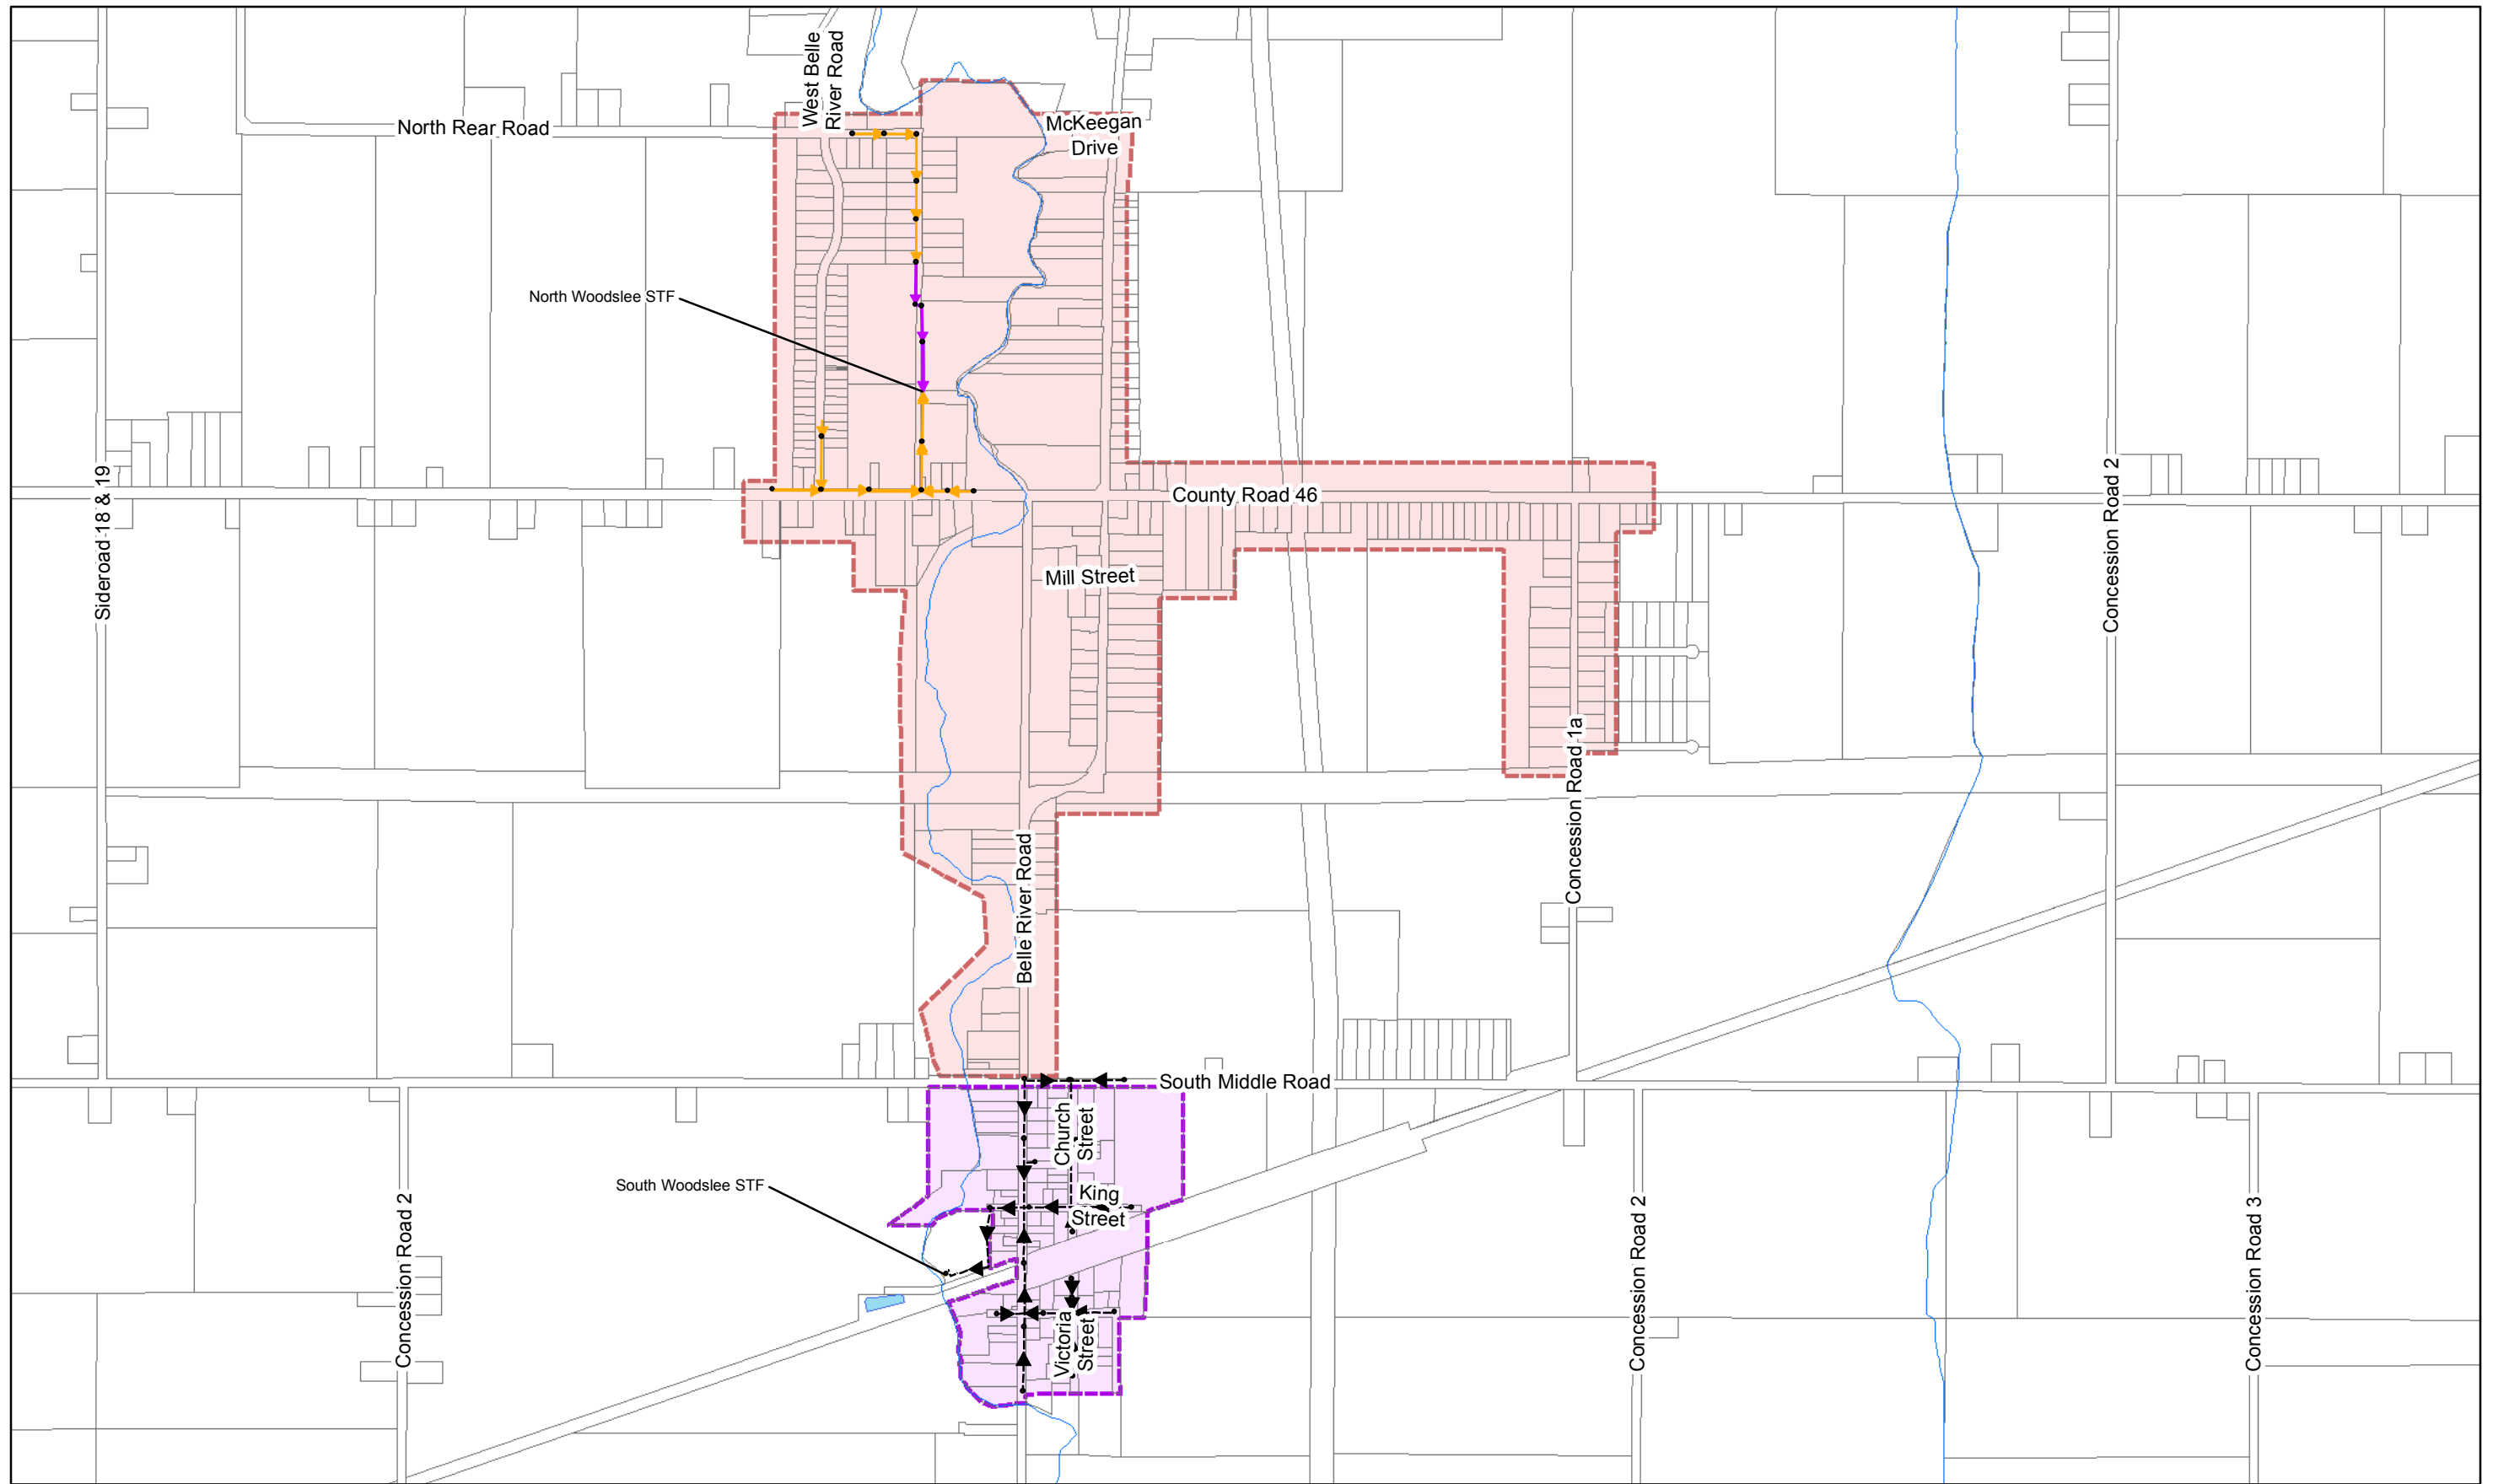 West Belle
River Road
North Rear Road
McKeegan
Drive
North Woodslee STF
County Road 46
Sideroad 18 & 19
Concession Road 2
Mill Street
Concession Road 1a
Belle River Road
South Middle Road
Church
Street
South Woodslee STF
King
Street
Concession Road 2
Concession Road 2
Concession Road 3
Victoria
Street